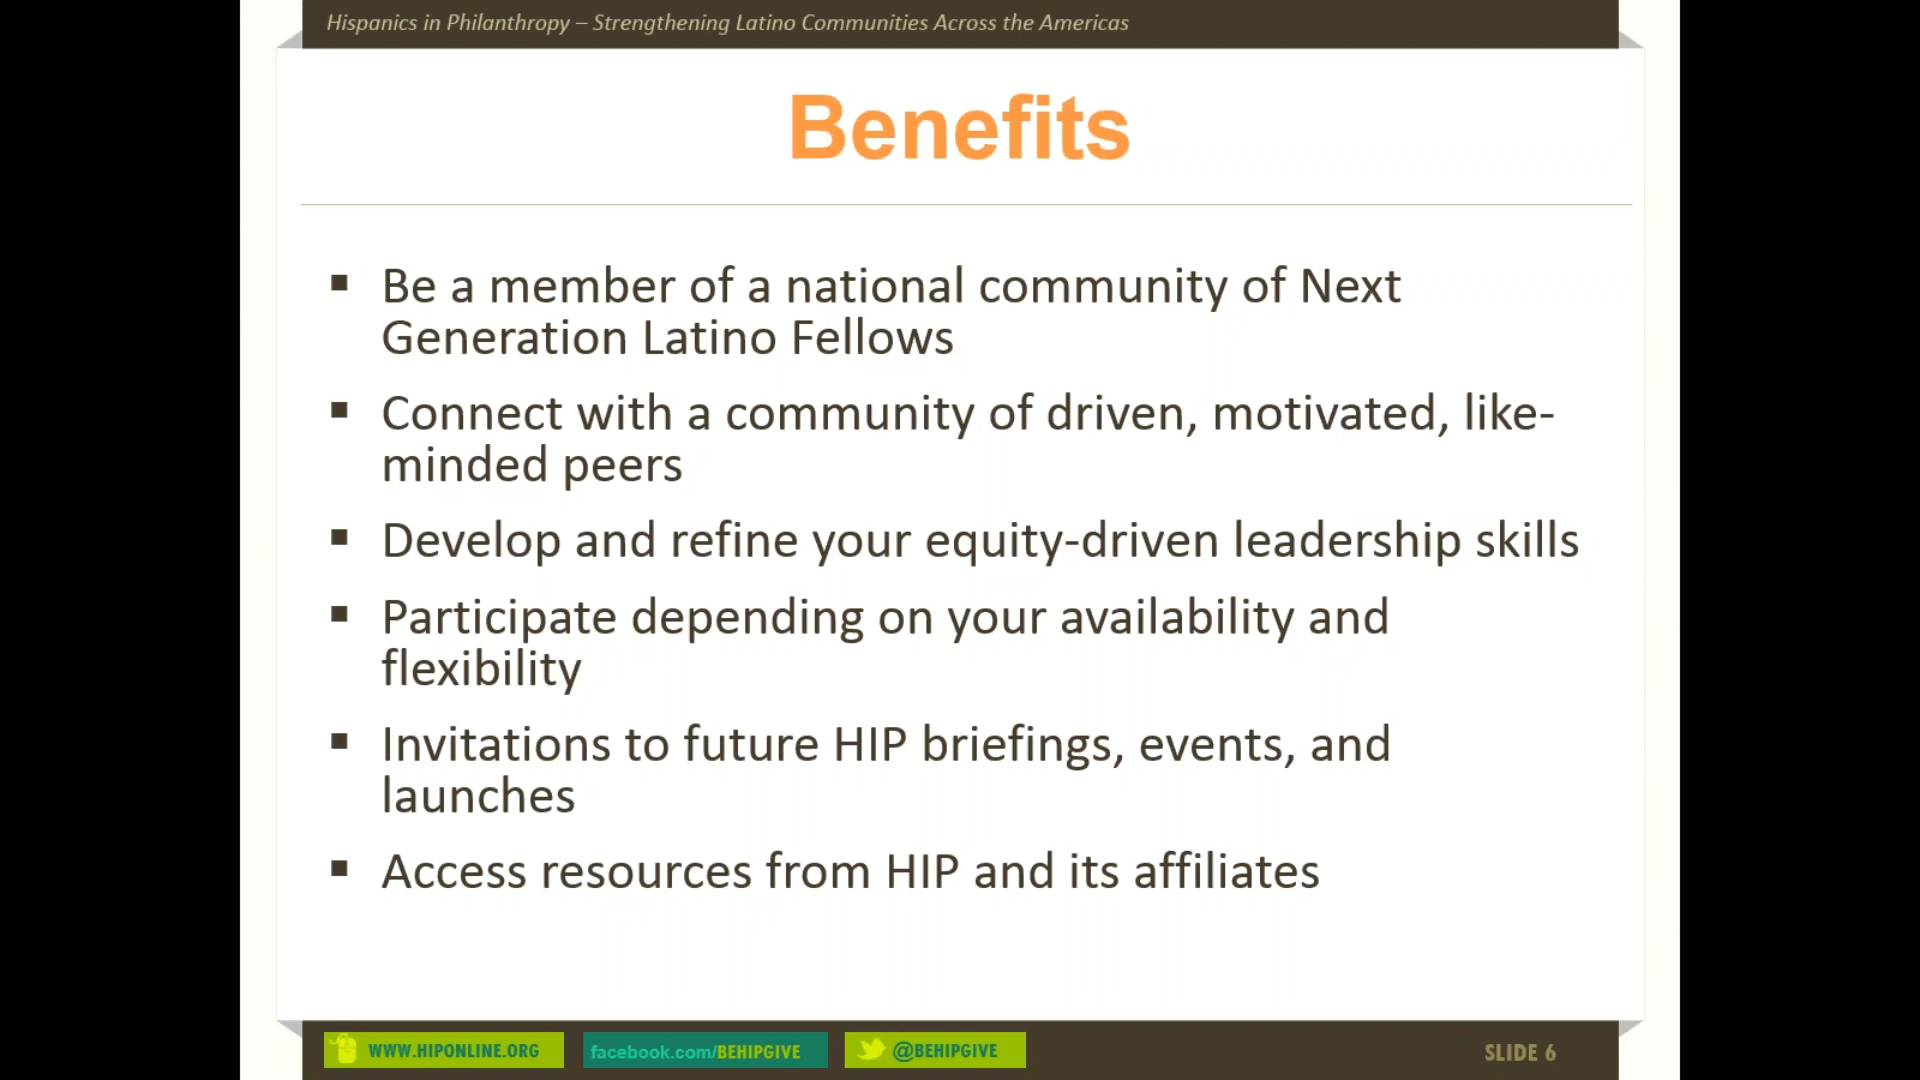 Hispanics in Philanthropy – Strengthening Latino Communities Across the Americas
Benefits
▪ Be a member of a national community of Next
Generation Latino Fellows
▪ Connect with a community of driven, motivated, like-
minded peers
▪ Develop and refine your equity-driven leadership skills
▪ Participate depending on your availability and
flexibility
▪ Invitations to future HIP briefings, events, and
launches
▪ Access resources from HIP and its affiliates
WWW.HIPONLINE.ORG facebook.com/BEHIPGIVE @BEHIPGIVE SLIDE 6